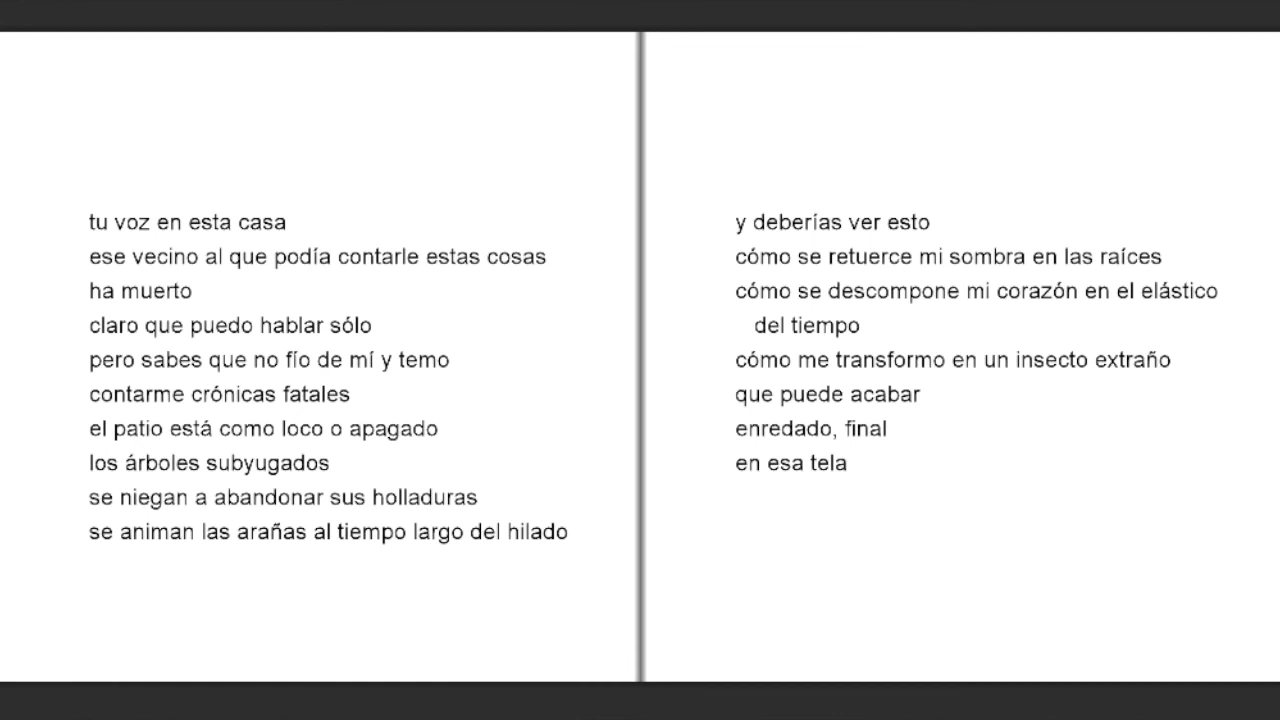 tu voz en esta casa
ese vecino al que podía contarle estas cosas
ha muerto
claro que puedo hablar sólo
pero sabes que no fío de mí y temo
contarme crónicas fatales
el patio está como loco o apagado
los árboles subyugados
se niegan a abandonar sus holladuras
se animan las arañas al tiempo largo del hilado
y deberías ver esto
cómo se retuerce mi sombra en las raíces
cómo se descompone mi corazón en el elástico
del tiempo
cómo me transformo en un insecto extraño
que puede acabar
enredado, final
en esa tela